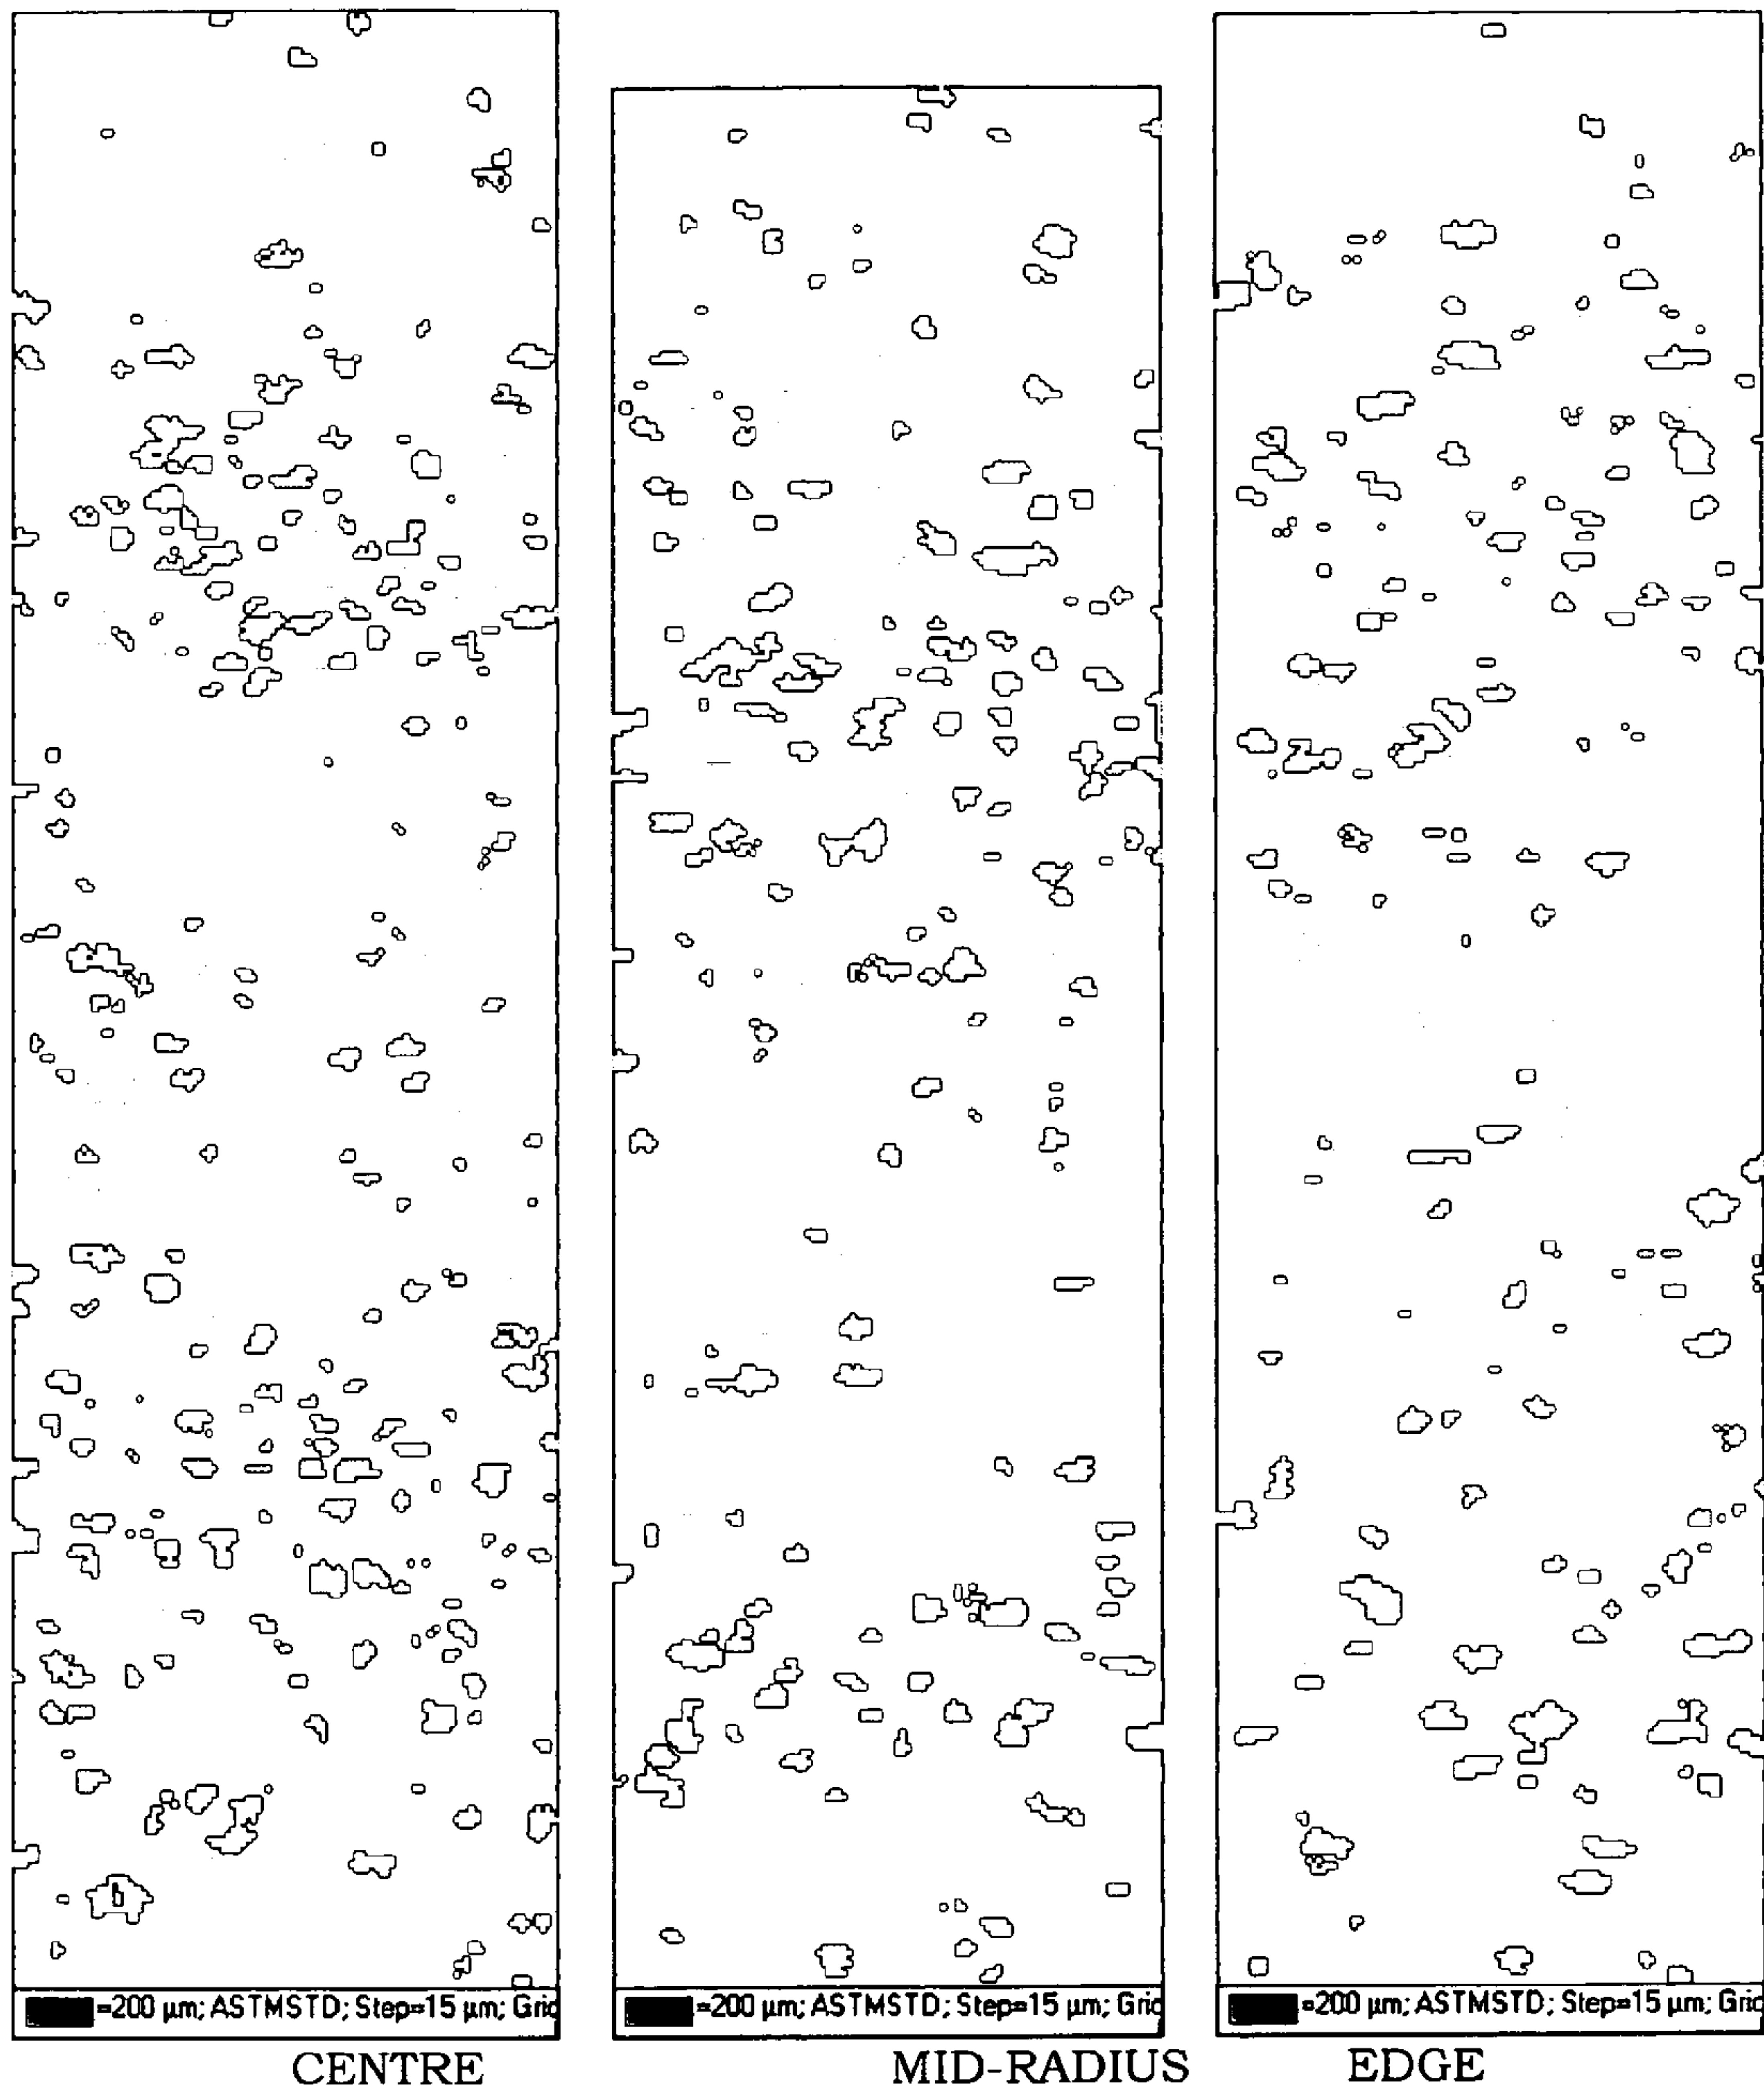 =200 µm; ASTMSTD; Step=15 µm; Grid
=200 µm; ASTMSTD; Step=15 µm; Grid
=200 µm; ASTMSTD; Step=15 µm; Grid
CENTRE
MID-RADIUS
EDGE